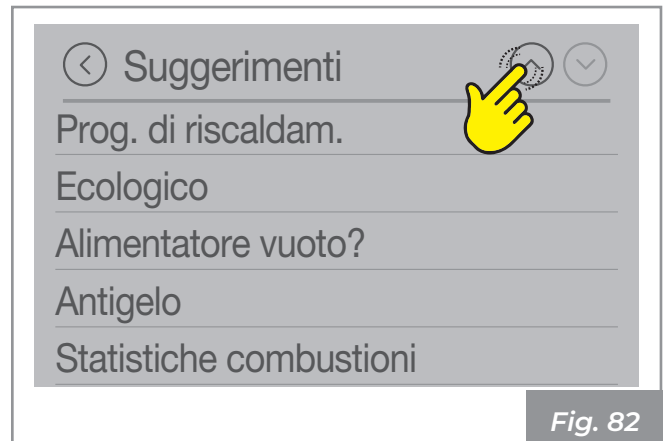 Suggerimenti
Prog. di riscaldam.
Ecologico
Alimentatore vuoto?
Antigelo
Statistiche combustioni
Fig. 82